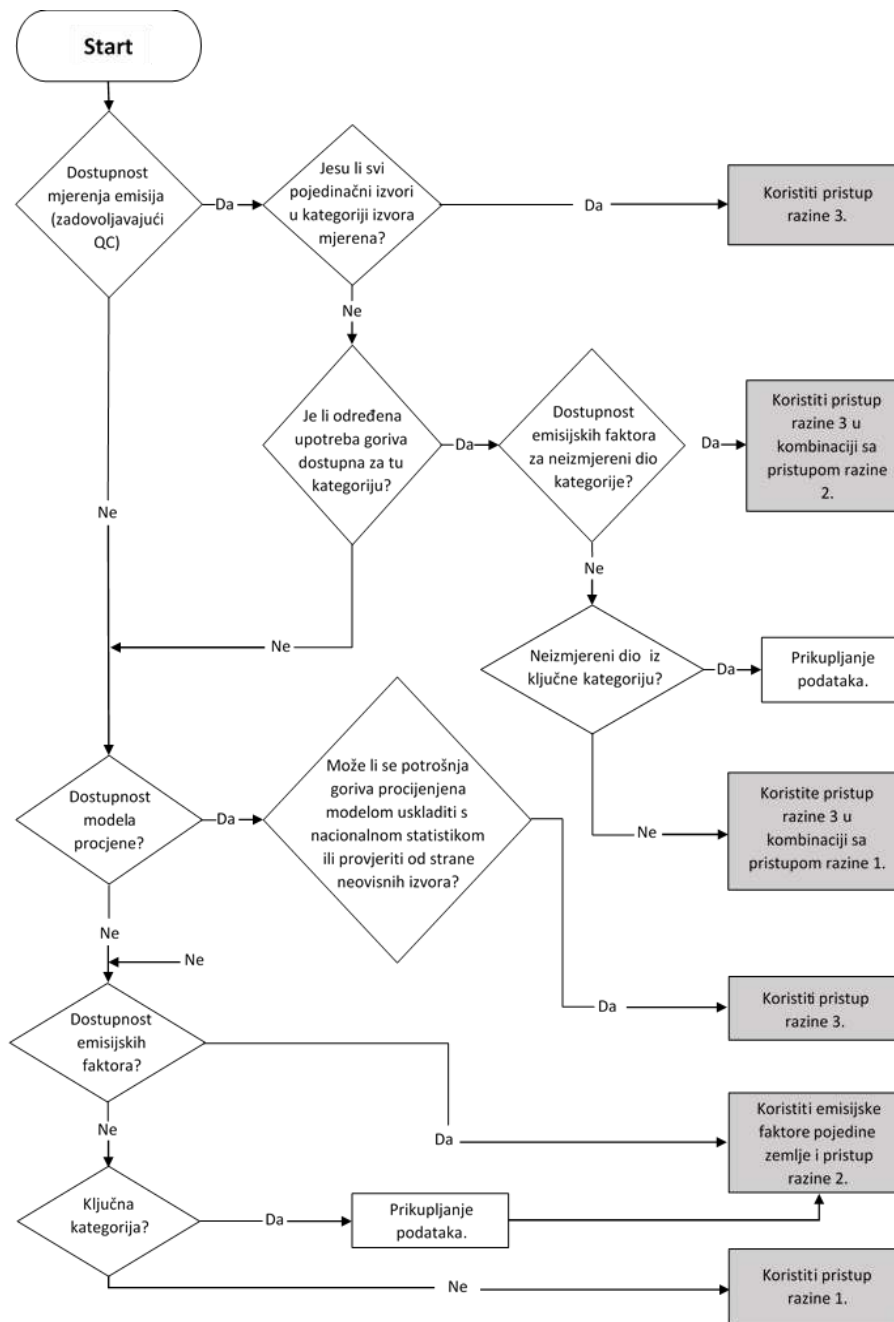 Start
Dostupnost
mjerenja emisija
(zadovoljavajući
QC)
Da
Jesu li svi
pojedinačni izvori
u kategoriji izvora
mjerena?
Da
Koristiti pristup
razine 3.
Ne
Je li određena
upotreba goriva
dostupna za tu
kategoriju?
Da
Dostupnost
emisijskih faktora
za neizmjereni dio
kategorije?
Da
Koristiti pristup
razine 3 u
kombinaciji sa
pristupom razine
2.
Ne
Ne
Ne
Neizmjereni dio iz
ključne kategoriju?
Da
Prikupljanje
podataka.
Ne
Koristite pristup
razine 3 u
kombinaciji sa
pristupom razine 1.
Dostupnost
modela
procjene?
Da
Može li se potrošnja
goriva procijenjena
modelom uskladiti s
nacionalnom statistikom
ili provjeriti od strane
neovisnih izvora?
Ne
Ne
Da
Koristiti pristup
razine 3.
Dostupnost
emisijskih
faktora?
Da
Koristiti emisijske
faktore pojedine
zemlje i pristup
razine 2.
Ne
Ključna
kategorija?
Da
Prikupljanje
podataka.
Ne
Koristiti pristup
razine 1.